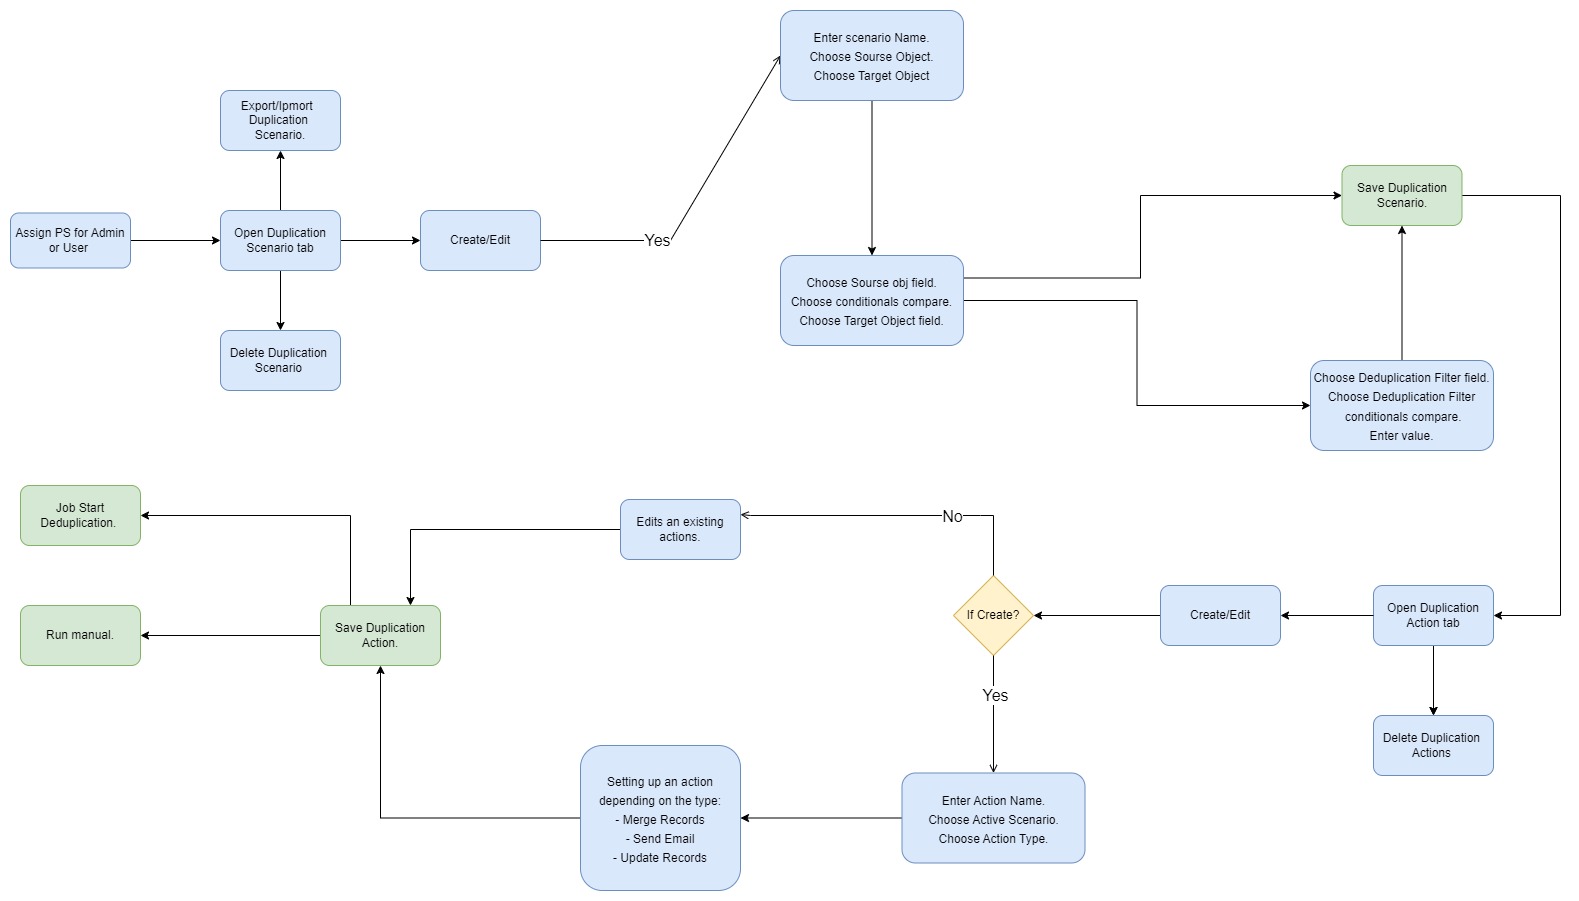 Enter scenario Name.
Choose Sourse Object.
Choose Target Object
Export/Ipmort
Duplication
Scenario.
Assign PS for Admin
or User
Open Duplication
Scenario tab
Create/Edit
Yes
Delete Duplication
Scenario
Choose Sourse obj field.
Choose conditionals compare.
Choose Target Object field.
Save Duplication
Scenario.
Choose Deduplication Filter field.
Choose Deduplication Filter
conditionals compare.
Enter value.
Job Start
Deduplication.
Edits an existing
actions.
No
Run manual.
Save Duplication
Action.
If Create?
Create/Edit
Open Duplication
Action tab
Yes
Delete Duplication
Actions
Setting up an action
depending on the type:
- Merge Records
- Send Email
- Update Records
Enter Action Name.
Choose Active Scenario.
Choose Action Type.